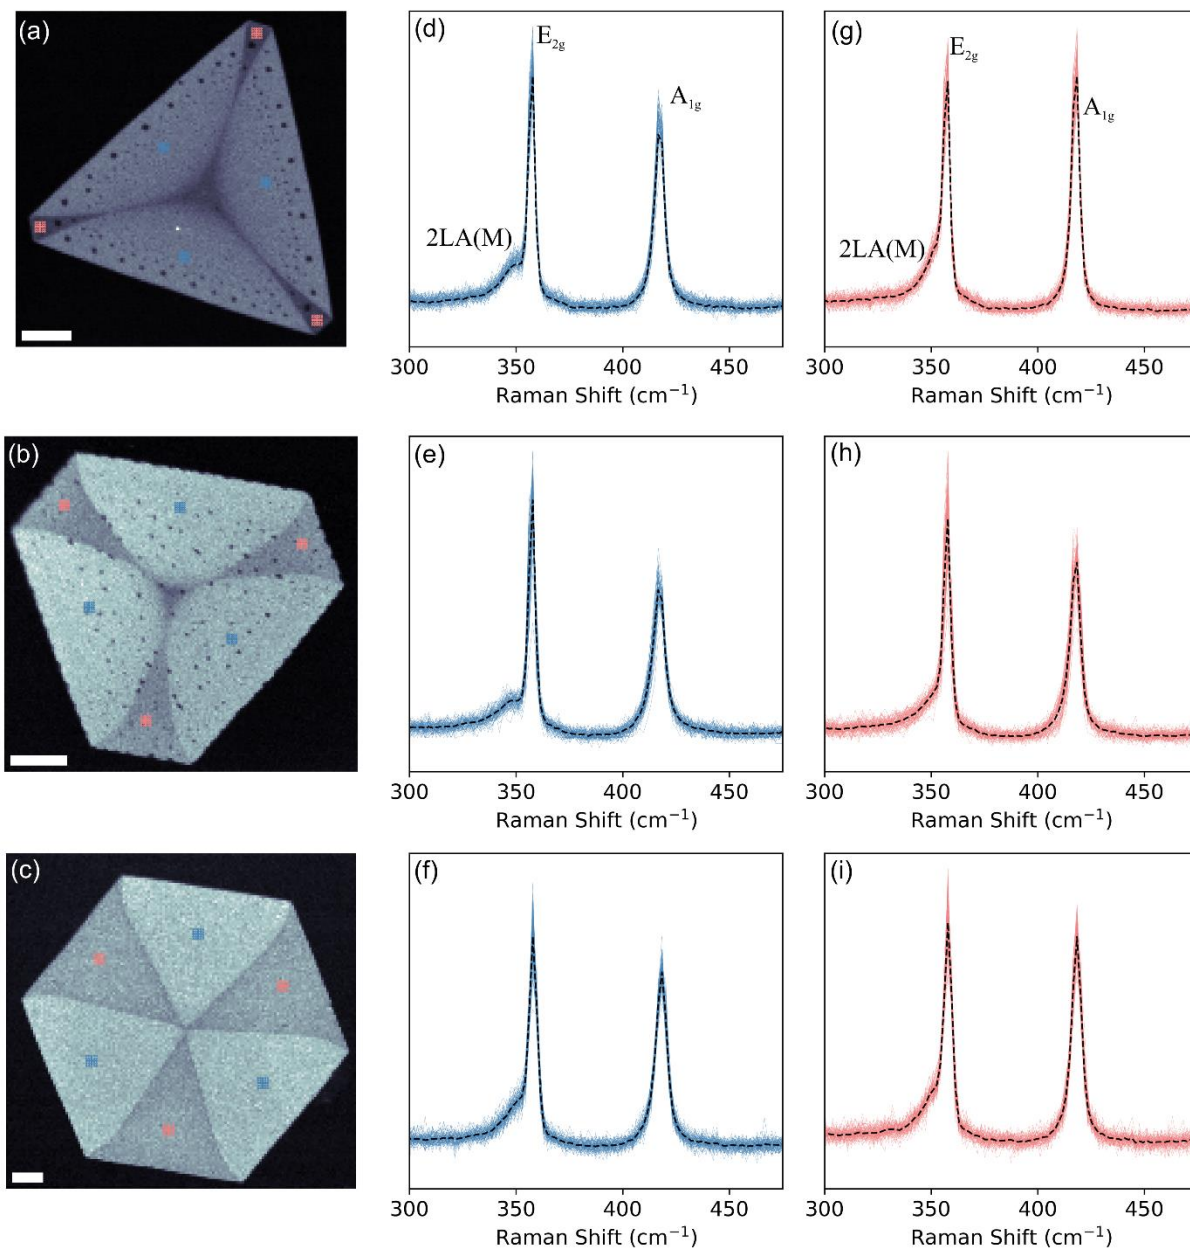 (a)
(d)
E₂g
A₁g
2LA(M)
300 350 400 450
Raman Shift (cm⁻¹)
(g)
E₂g
A₁g
2LA(M)
300 350 400 450
Raman Shift (cm⁻¹)
(b)
(e)
300 350 400 450
Raman Shift (cm⁻¹)
(h)
300 350 400 450
Raman Shift (cm⁻¹)
(c)
(f)
300 350 400 450
Raman Shift (cm⁻¹)
(i)
300 350 400 450
Raman Shift (cm⁻¹)